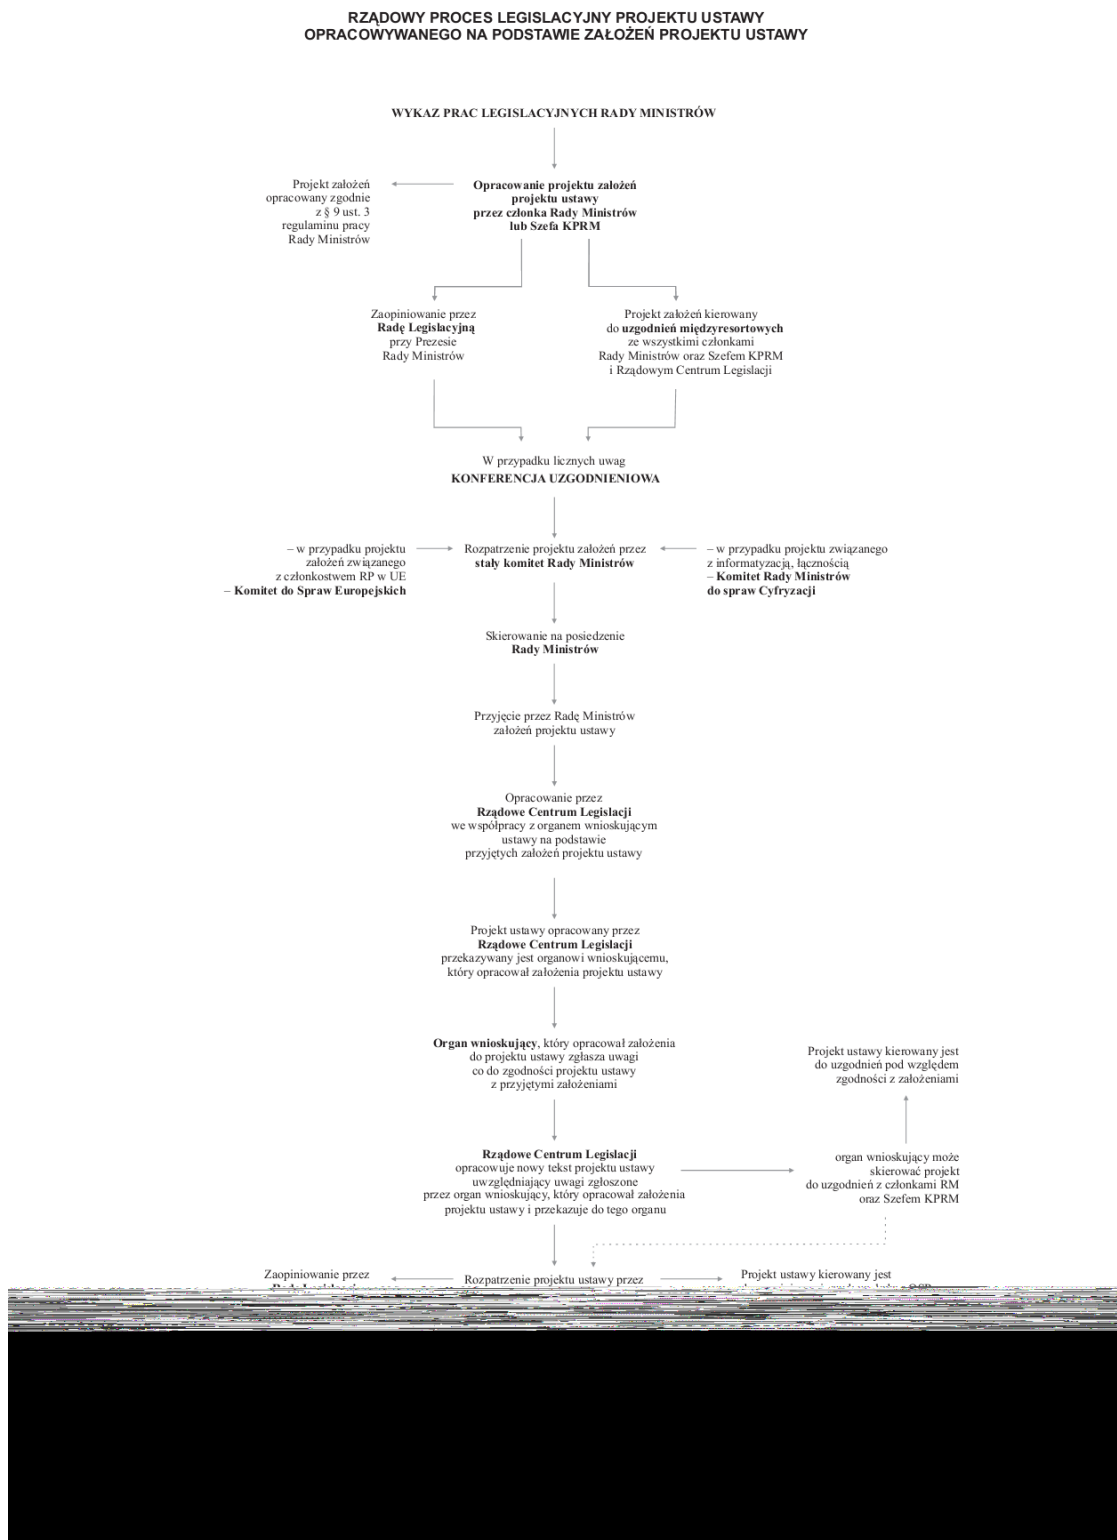 RZĄDOWY PROCES LEGISLACYJNY PROJEKTU USTAWY
OPRACOWYWANEGO NA PODSTAWIE ZAŁOŻEŃ PROJEKTU USTAWY
WYKAZ PRAC LEGISLACYJNYCH RADY MINISTRÓW
Projekt założeń
opracowany zgodnie
z § 9 ust. 3
regulaminu pracy
Rady Ministrów
Opracowanie projektu założeń
projektu ustawy
przez członka Rady Ministrów
lub Szefa KPRM
Zaopiniowanie przez
Radę Legislacyjną
przy Prezesie
Rady Ministrów
Projekt założeń kierowany
do uzgodnień międzyresortowych
ze wszystkimi członkami
Rady Ministrów oraz Szefem KPRM
i Rządowym Centrum Legislacji
W przypadku licznych uwag
KONFERENCJA UZGODNIENIOWA
– w przypadku projektu
założeń związanego
z członkostwem RP w UE
– Komitet do Spraw Europejskich
Rozpatrzenie projektu założeń przez
stały komitet Rady Ministrów
– w przypadku projektu związanego
z informatyzacją, łącznością
– Komitet Rady Ministrów
do spraw Cyfryzacji
Skierowanie na posiedzenie
Rady Ministrów
Przyjęcie przez Radę Ministrów
założeń projektu ustawy
Opracowanie przez
Rządowe Centrum Legislacji
we współpracy z organem wnioskującym
ustawy na podstawie
przyjętych założeń projektu ustawy
Projekt ustawy opracowany przez
Rządowe Centrum Legislacji
przekazywany jest organowi wnioskującemu,
który opracował założenia projektu ustawy
Organ wnioskujący, który opracował założenia
do projektu ustawy zgłasza uwagi
co do zgodności projektu ustawy
z przyjętymi założeniami
Projekt ustawy kierowany jest
do uzgodnień pod względem
zgodności z założeniami
Rządowe Centrum Legislacji
opracowuje nowy tekst projektu ustawy
uwzględniający uwagi zgłoszone
przez organ wnioskujący, który opracował założenia
projektu ustawy i przekazuje do tego organu
organ wnioskujący może
skierować projekt
do uzgodnień z członkami RM
oraz Szefem KPRM
Zaopiniowanie przez
Rozpatrzenie projektu ustawy przez
Projekt ustawy kierowany jest